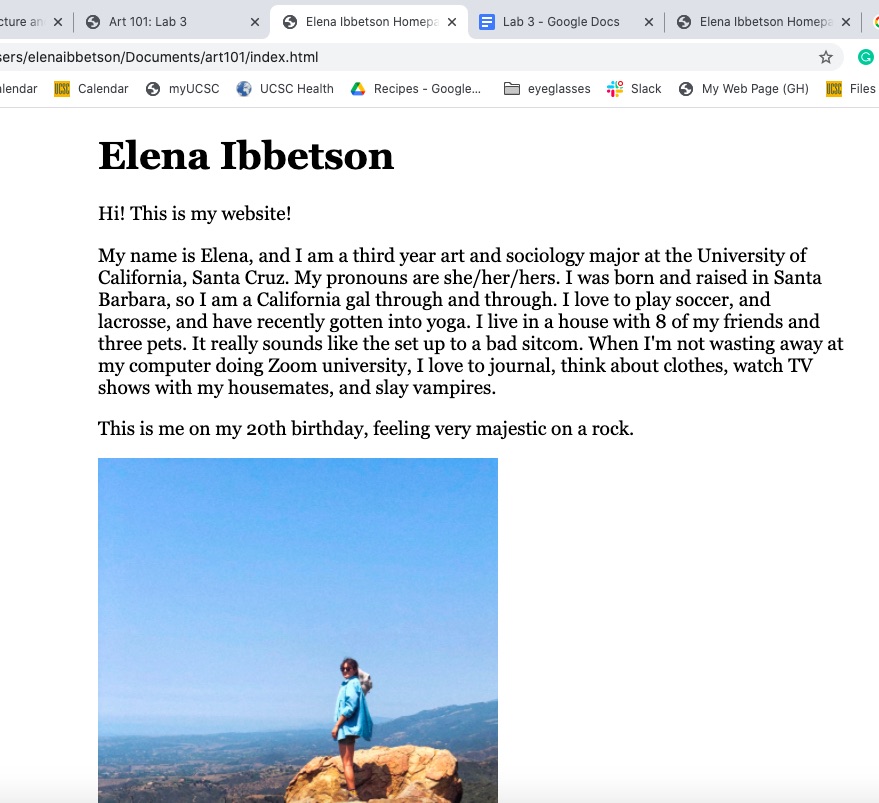 cture an
Art 101: Lab 3
Elena Ibbetson Homepa
Lab 3 - Google Docs
Elena Ibbetson Homepa
sers/elenaibbetson/Documents/art101/index.html
alendar
UCSC Calendar
myUCSC
UCSC Health
Recipes - Google...
eyeglasses
Slack
My Web Page (GH)
UCSC Files
Elena Ibbetson
Hi! This is my website!
My name is Elena, and I am a third year art and sociology major at the University of
California, Santa Cruz. My pronouns are she/her/hers. I was born and raised in Santa
Barbara, so I am a California gal through and through. I love to play soccer, and
lacrosse, and have recently gotten into yoga. I live in a house with 8 of my friends and
three pets. It really sounds like the set up to a bad sitcom. When I'm not wasting away at
my computer doing Zoom university, I love to journal, think about clothes, watch TV
shows with my housemates, and slay vampires.
This is me on my 20th birthday, feeling very majestic on a rock.